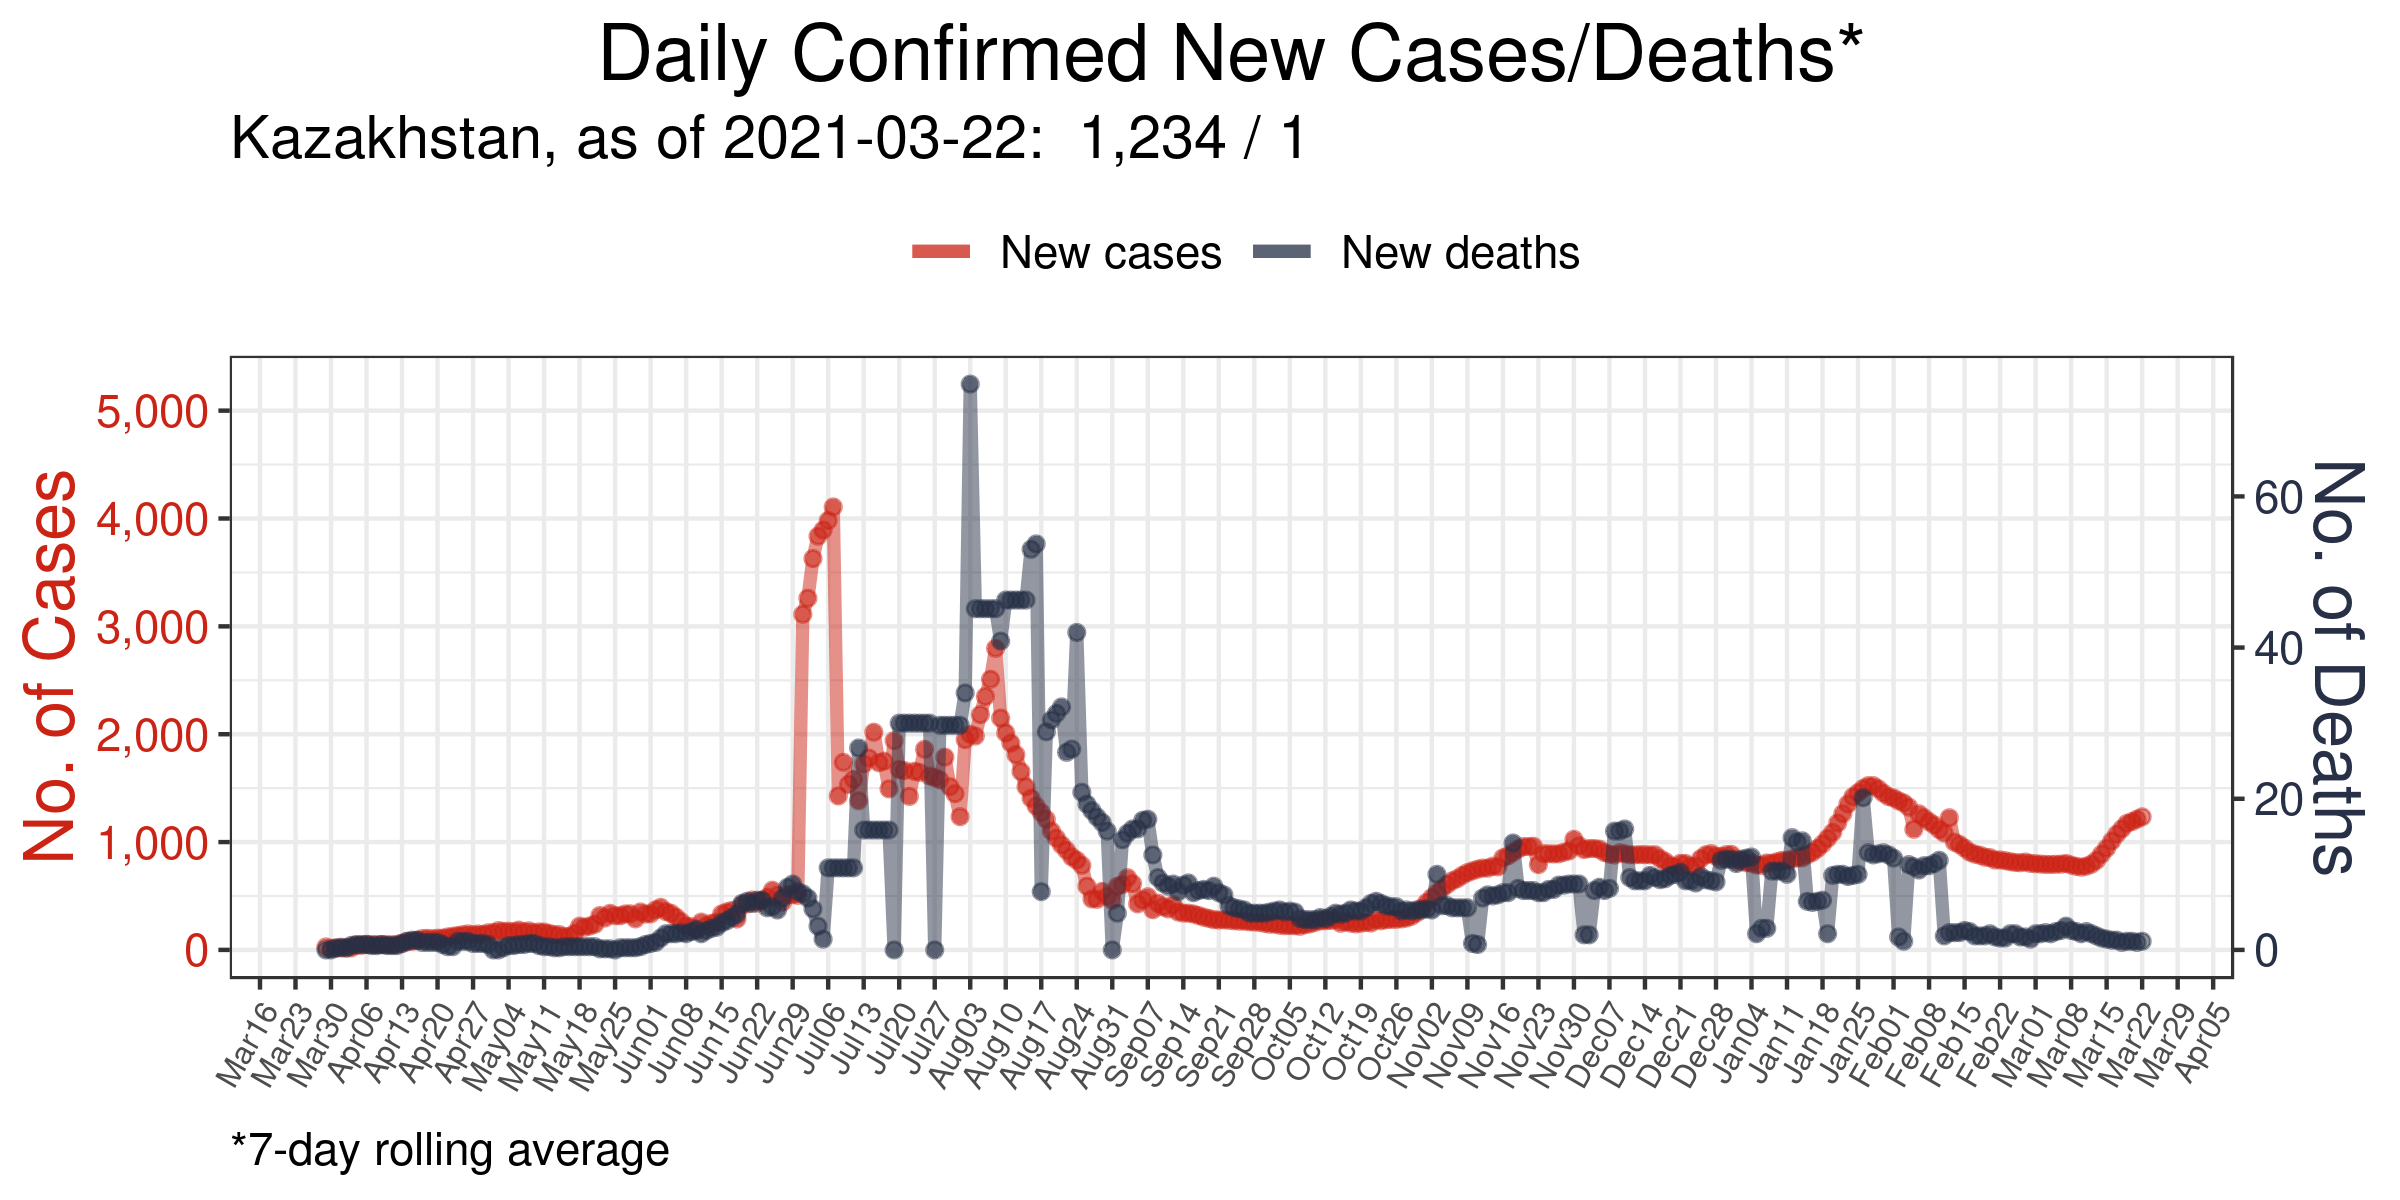 Daily Confirmed New Cases/Deaths*
Kazakhstan, as of 2021-03-22:  1,234 / 1
New cases
New deaths
No. of Cases
5,000
4,000
3,000
2,000
1,000
0
60
40
20
0
No. of Deaths
Mar16
Mar23
Mar30
Apr06
Apr13
Apr20
Apr27
May04
May11
May18
May25
Jun01
Jun08
Jun15
Jun22
Jun29
Jul06
Jul13
Jul20
Jul27
Aug03
Aug10
Aug17
Aug24
Aug31
Sep07
Sep14
Sep21
Sep28
Oct05
Oct12
Oct19
Oct26
Nov02
Nov09
Nov16
Nov23
Nov30
Dec07
Dec14
Dec21
Dec28
Jan04
Jan11
Jan18
Jan25
Feb01
Feb08
Feb15
Feb22
Mar01
Mar08
Mar15
Mar22
Mar29
Apr05
*7-day rolling average